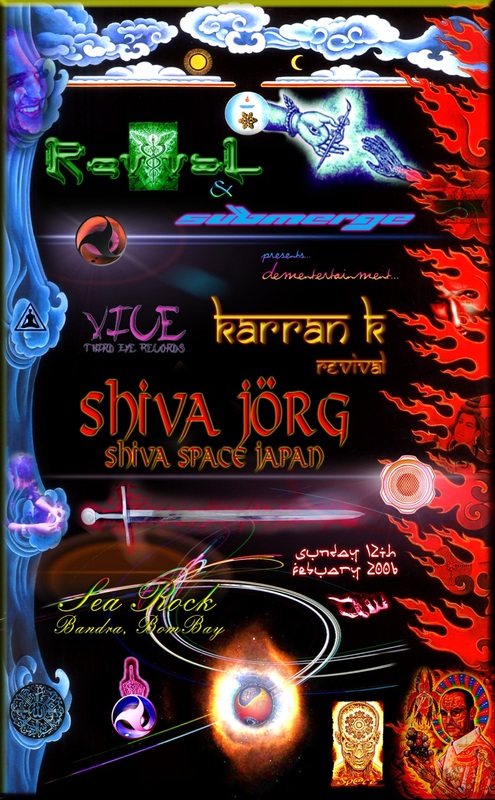 Revival
&
submerge
presents...
dementertainment...
VICE
THIRD EYE RECORDS
karran k
revival
shiva jörg
shiva space japan
sunday 12th
febuary 2006
Sea Rock
Bandra, BomBay